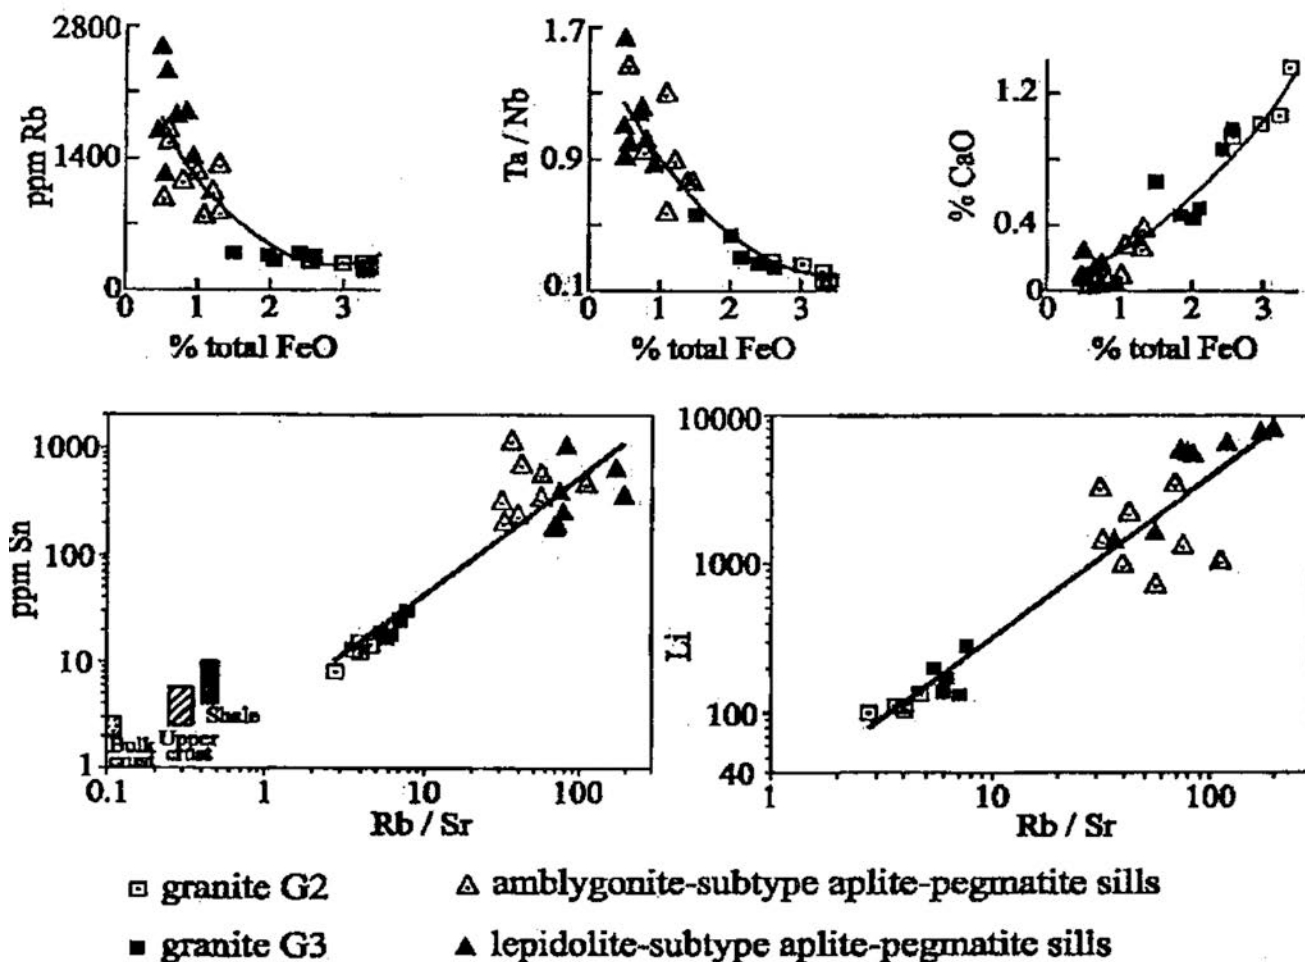 2800
1400
0
ppm Rb
0 1 2 3
% total FeO
1.7
0.9
0.1
Ta / Nb
0 1 2 3
% total FeO
1.2
0.4
0
% CaO
0 1 2 3
% total FeO
1000
100
10
1
ppm Sn
Bulk crust
Upper crust
Shale
0.1 1 10 100
Rb / Sr
10000
1000
100
40
Li
1 10 100
Rb / Sr
granite G2
amblygonite-subtype aplite-pegmatite sills
granite G3
lepidolite-subtype aplite-pegmatite sills